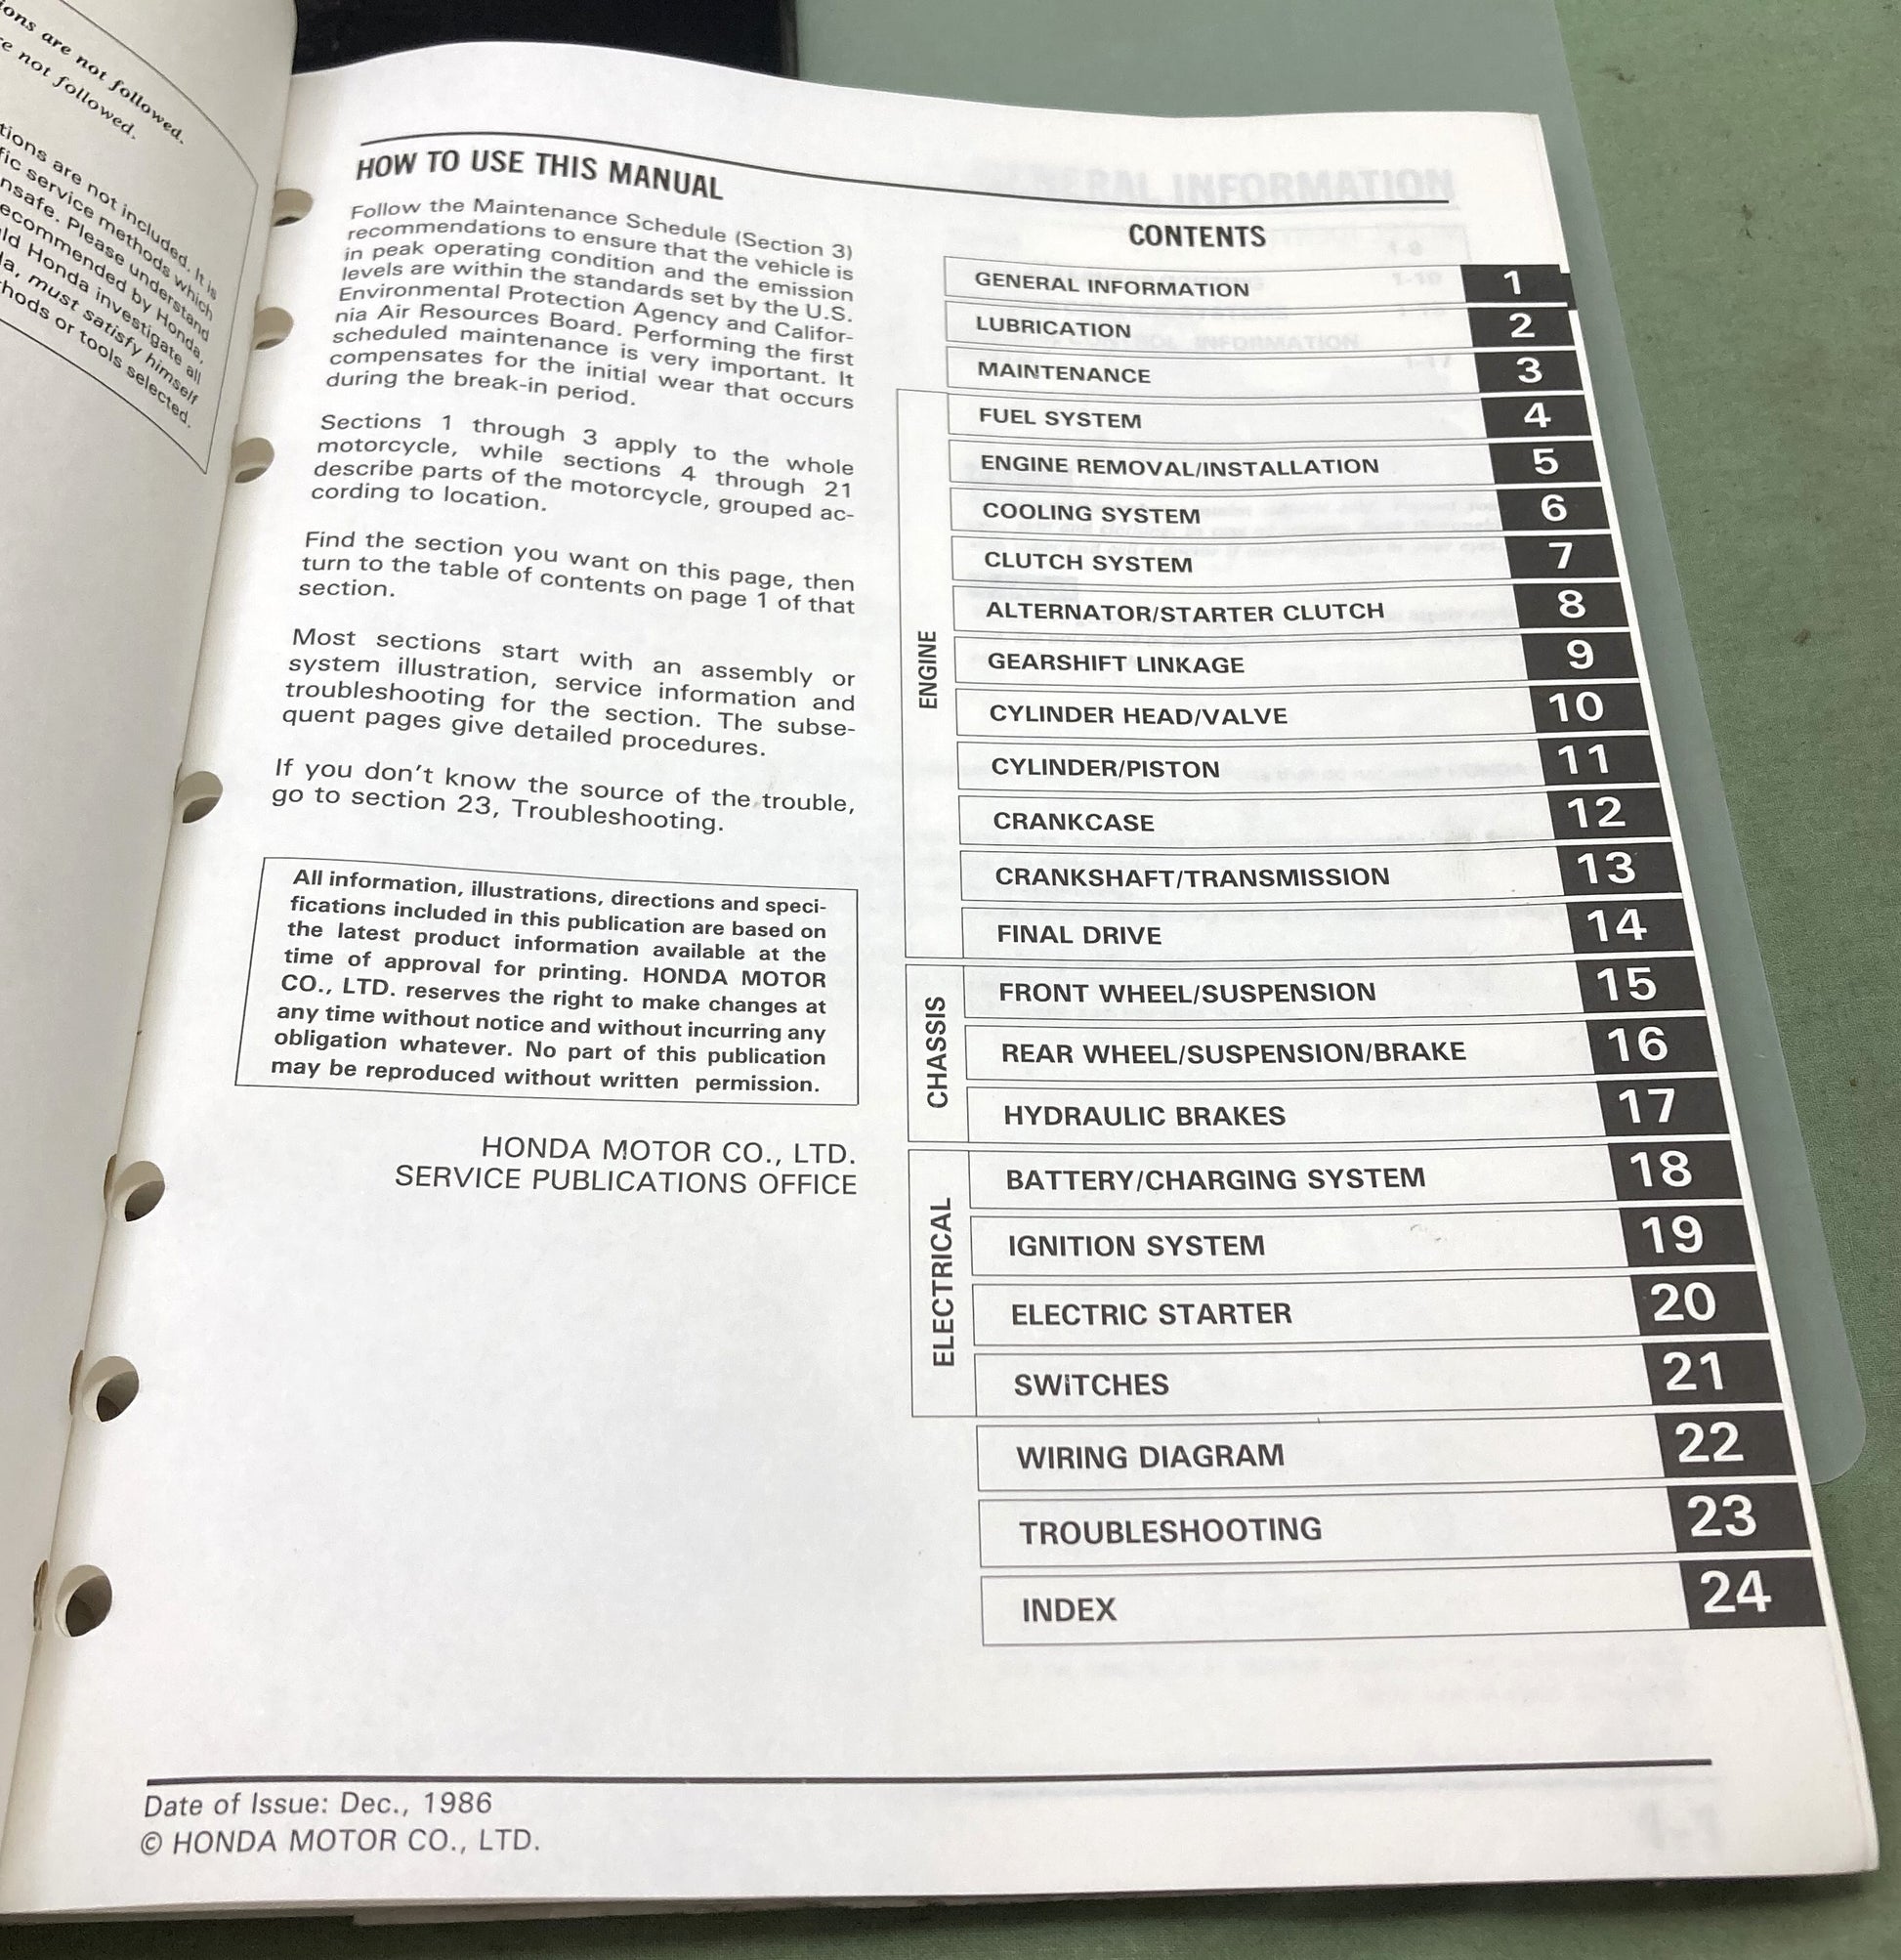 ons are not followed.
e not followed.
tions are not included. It is
fic service methods which
nsafe. Please understand
ecommended by Honda,
ld Honda investigate all
a, must satisfy himself
hods or tools selected.
HOW TO USE THIS MANUAL
Follow the Maintenance Schedule (Section 3)
recommendations to ensure that the vehicle is
in peak operating condition and the emission
levels are within the standards set by the U.S.
Environmental Protection Agency and Califor-
nia Air Resources Board. Performing the first
scheduled maintenance is very important. It
compensates for the initial wear that occurs
during the break-in period.
Sections 1 through 3 apply to the whole
motorcycle, while sections 4 through 21
describe parts of the motorcycle, grouped ac-
cording to location.
Find the section you want on this page, then
turn to the table of contents on page 1 of that
section.
Most sections start with an assembly or
system illustration, service information and
troubleshooting for the section. The subse-
quent pages give detailed procedures.
If you don't know the source of the trouble,
go to section 23, Troubleshooting.
All information, illustrations, directions and speci-
fications included in this publication are based on
the latest product information available at the
time of approval for printing. HONDA MOTOR
CO., LTD. reserves the right to make changes at
any time without notice and without incurring any
obligation whatever. No part of this publication
may be reproduced without written permission.
HONDA MOTOR CO., LTD.
SERVICE PUBLICATIONS OFFICE
CONTENTS
GENERAL INFORMATION 1
LUBRICATION 2
MAINTENANCE 3
ENGINE
FUEL SYSTEM 4
ENGINE REMOVAL/INSTALLATION 5
COOLING SYSTEM 6
CLUTCH SYSTEM 7
ALTERNATOR/STARTER CLUTCH 8
GEARSHIFT LINKAGE 9
CYLINDER HEAD/VALVE 10
CYLINDER/PISTON 11
CRANKCASE 12
CRANKSHAFT/TRANSMISSION 13
FINAL DRIVE 14
CHASSIS
FRONT WHEEL/SUSPENSION 15
REAR WHEEL/SUSPENSION/BRAKE 16
HYDRAULIC BRAKES 17
ELECTRICAL
BATTERY/CHARGING SYSTEM 18
IGNITION SYSTEM 19
ELECTRIC STARTER 20
SWITCHES 21
WIRING DIAGRAM 22
TROUBLESHOOTING 23
INDEX 24
Date of Issue: Dec., 1986
© HONDA MOTOR CO., LTD.